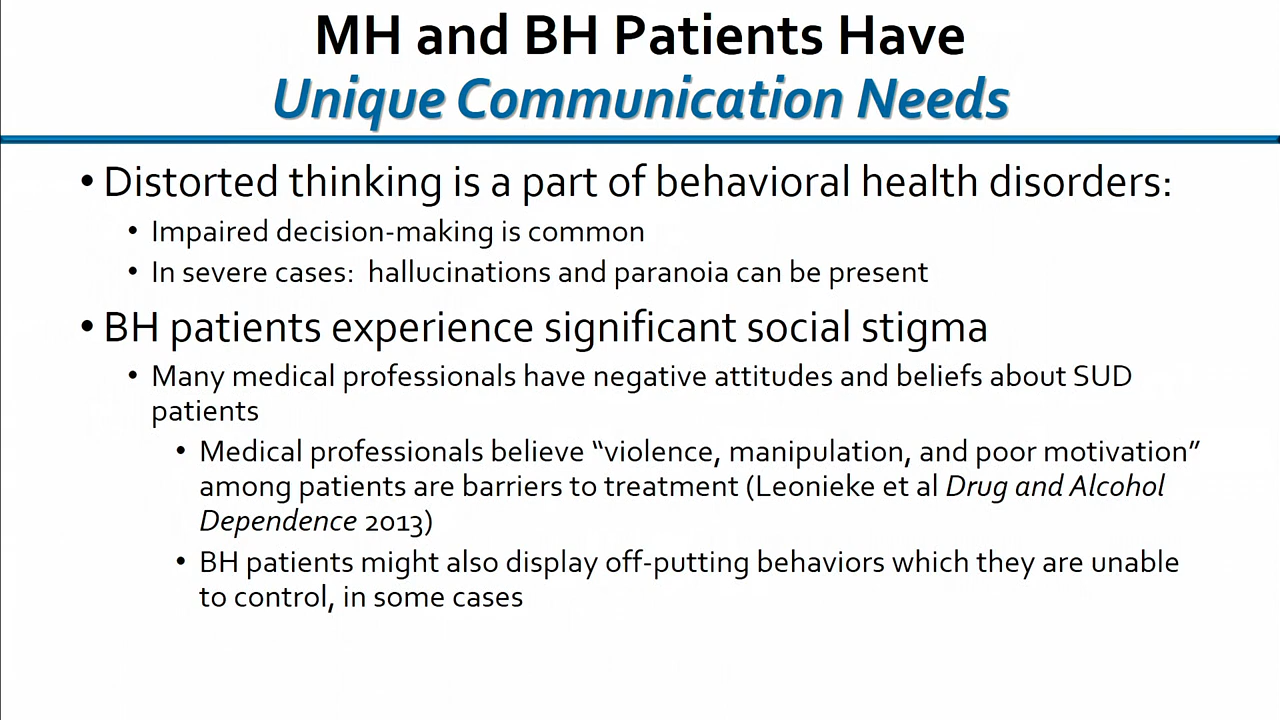 MH and BH Patients Have
Unique Communication Needs
• Distorted thinking is a part of behavioral health disorders:
• Impaired decision-making is common
• In severe cases:  hallucinations and paranoia can be present
• BH patients experience significant social stigma
• Many medical professionals have negative attitudes and beliefs about SUD
patients
• Medical professionals believe “violence, manipulation, and poor motivation”
among patients are barriers to treatment (Leonieke et al Drug and Alcohol
Dependence 2013)
• BH patients might also display off-putting behaviors which they are unable
to control, in some cases